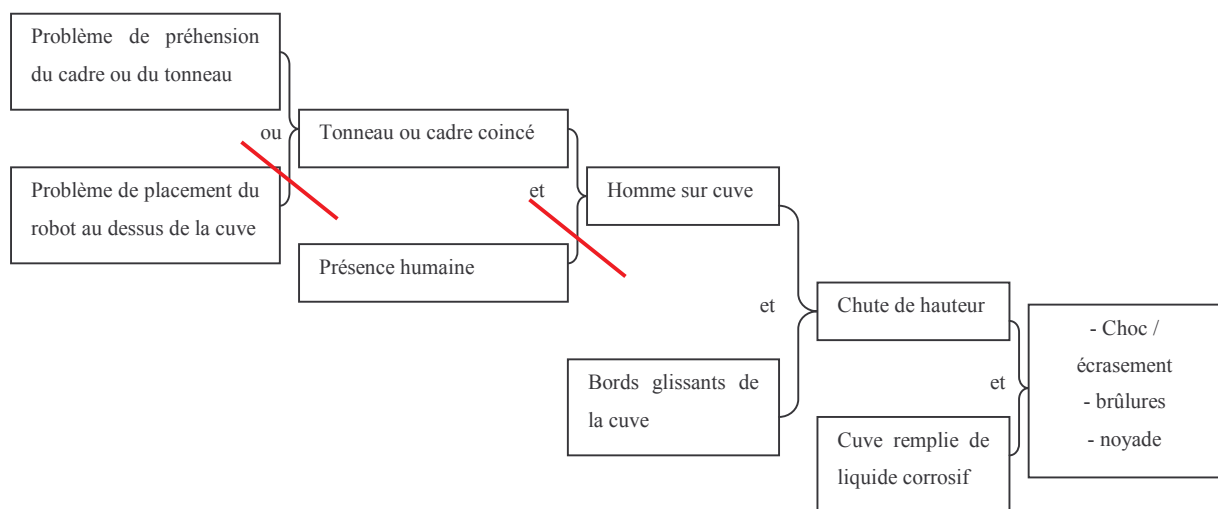 Problème de préhension
du cadre ou du tonneau
ou
Tonneau ou cadre coincé
Problème de placement du
robot au dessus de la cuve
et
Homme sur cuve
Présence humaine
et
Chute de hauteur
- Choc /
écrasement
- brûlures
- noyade
Bords glissants de
la cuve
et
Cuve remplie de
liquide corrosif